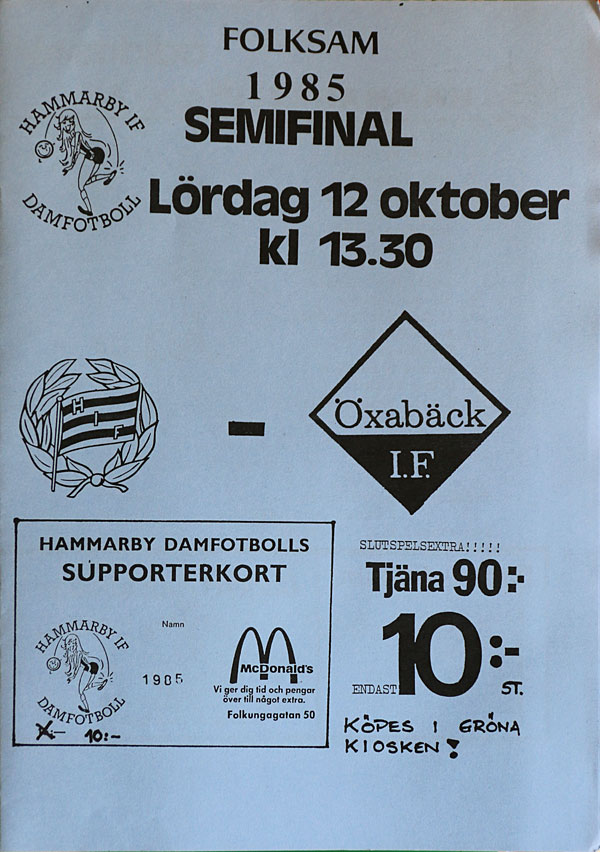 FOLKSAM
1985
SEMIFINAL
HAMMARBY IF
DAMFOTBOLL
Lördag 12 oktober
kl 13.30
H I F
-
Öxabäck
I.F.
HAMMARBY DAMFOTBOLLS
SUPPORTERKORT
HAMMARBY IF
DAMFOTBOLL
Namn
1985
McDonald's
Vi ger dig tid och pengar
över till något extra.
Folkungagatan 50
10:-
SLUTSPELSEXTRA!!!!!
Tjäna 90:-
ENDAST 10:- ST.
KÖPES I GRÖNA
KIOSKEN!